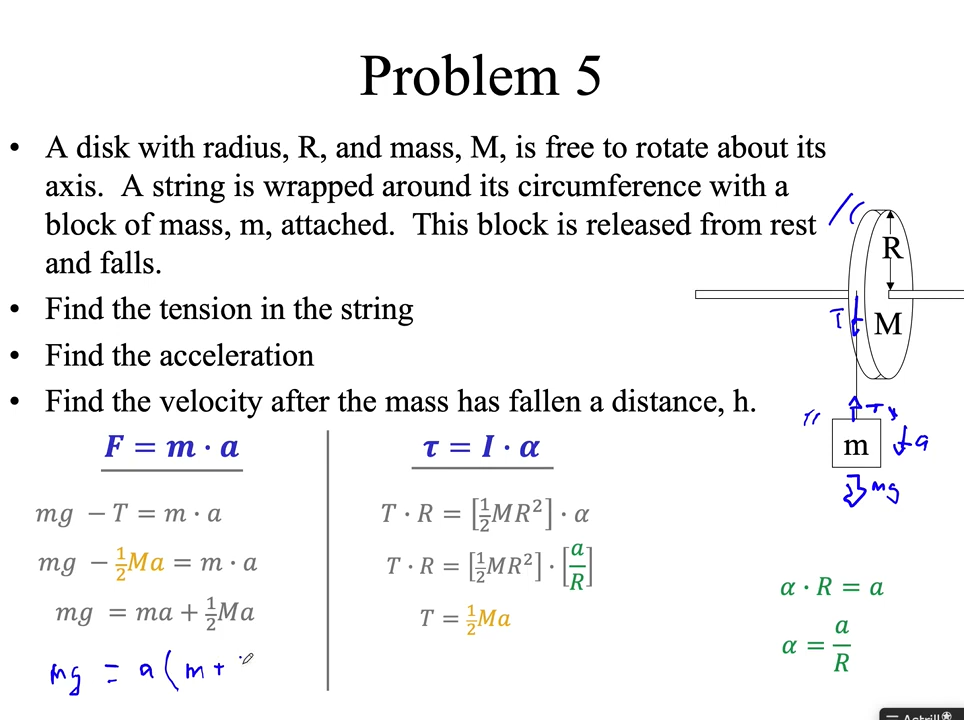 Problem 5
• A disk with radius, R, and mass, M, is free to rotate about its
axis. A string is wrapped around its circumference with a
block of mass, m, attached. This block is released from rest
and falls.
• Find the tension in the string
• Find the acceleration
• Find the velocity after the mass has fallen a distance, h.
R
M
T
T
m
a
mg
F = m · a
mg − T = m · a
mg − ½Ma = m · a
mg = ma + ½Ma
mg = a(m+
τ = I · α
T · R = [½MR²] · α
T · R = [½MR²] · [a/R]
T = ½Ma
α · R = a
α = a/R
Astrill